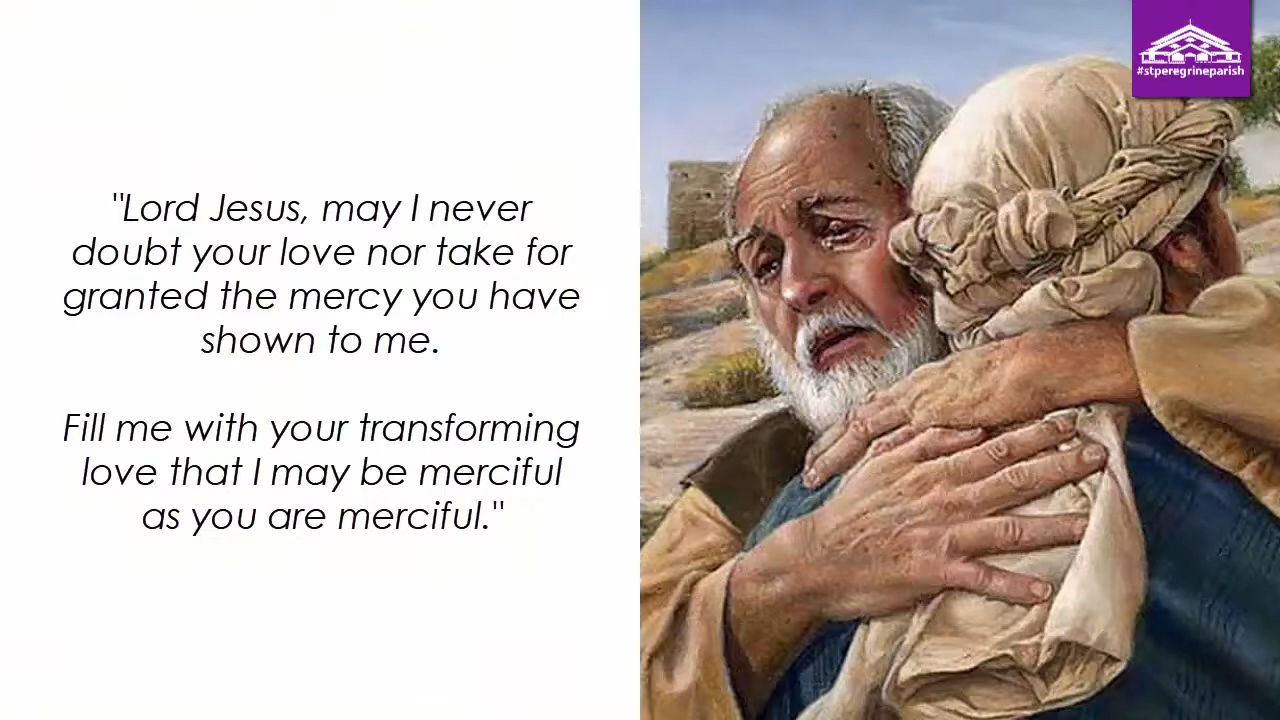 "Lord Jesus, may I never
doubt your love nor take for
granted the mercy you have
shown to me.
Fill me with your transforming
love that I may be merciful
as you are merciful."
#stperegrineparish